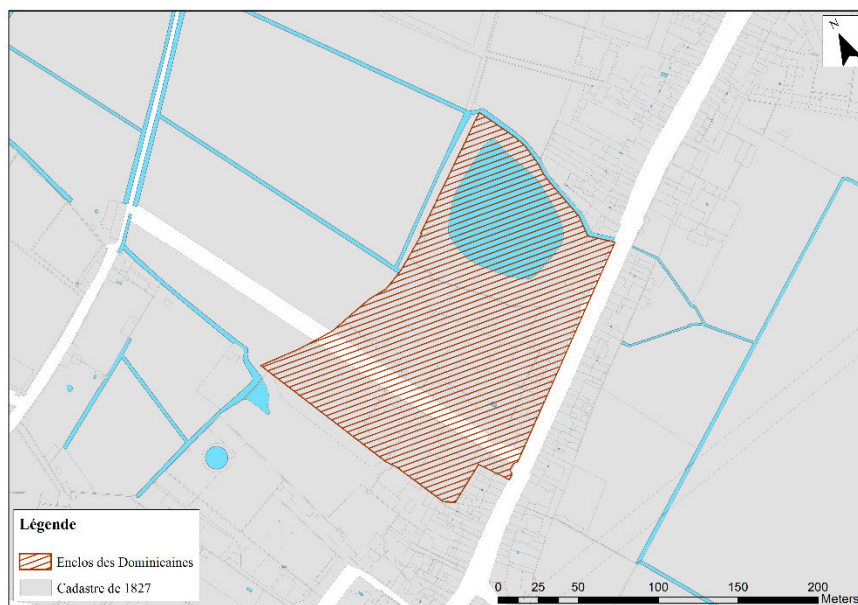 N
Légende
Enclos des Dominicaines
Cadastre de 1827
0 25 50 100 150 200
Meters